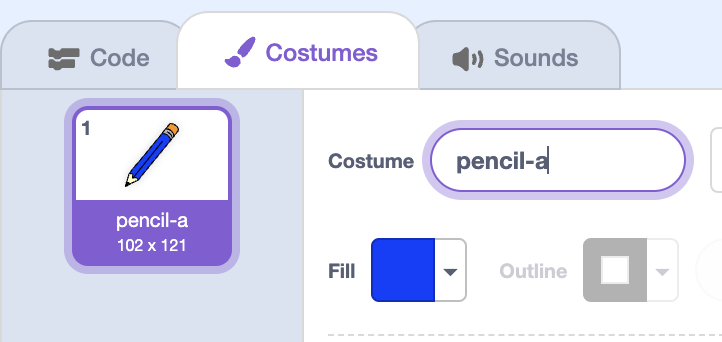 Code
Costumes
Sounds
1
pencil-a
102 x 121
Costume
pencil-a
Fill
Outline